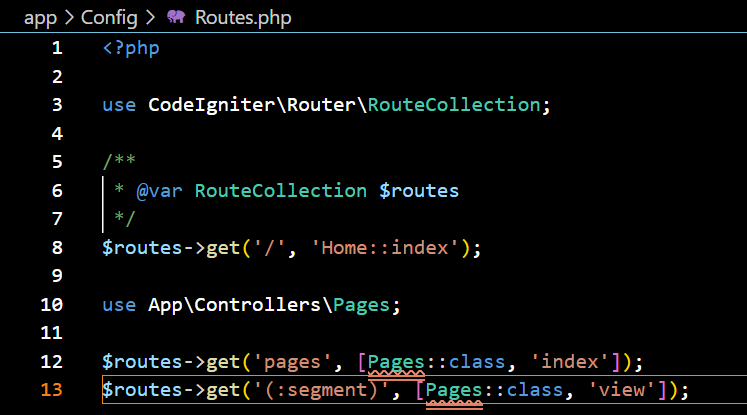 app > Config > Routes.php
1 <?php
2
3 use CodeIgniter\Router\RouteCollection;
4
5 /**
6  * @var RouteCollection $routes
7  */
8 $routes->get('/', 'Home::index');
9
10 use App\Controllers\Pages;
11
12 $routes->get('pages', [Pages::class, 'index']);
13 $routes->get('(:segment)', [Pages::class, 'view']);